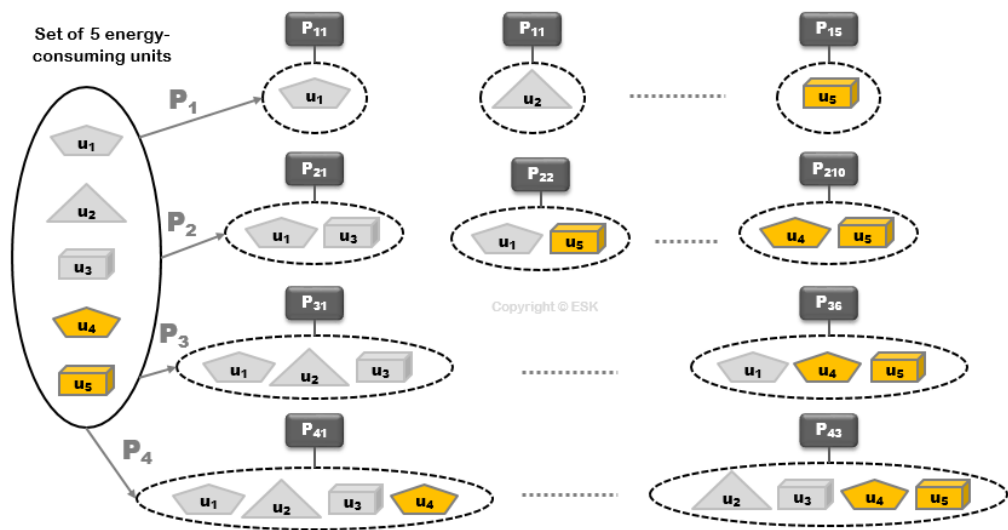 Set of 5 energy-
consuming units
P₁₁
P₁₁
P₁₅
P₁
u₁
u₂
u₅
u₁
P₂₁
P₂₂
P₂₁₀
u₂
P₂
u₁ u₃
u₁ u₅
u₄ u₅
u₃
P₃₁
Copyright © ESK
P₃₆
u₄
P₃
u₁ u₂ u₃
u₁ u₄ u₅
u₅
P₄₁
P₄₃
P₄
u₁ u₂ u₃ u₄
u₂ u₃ u₄ u₅